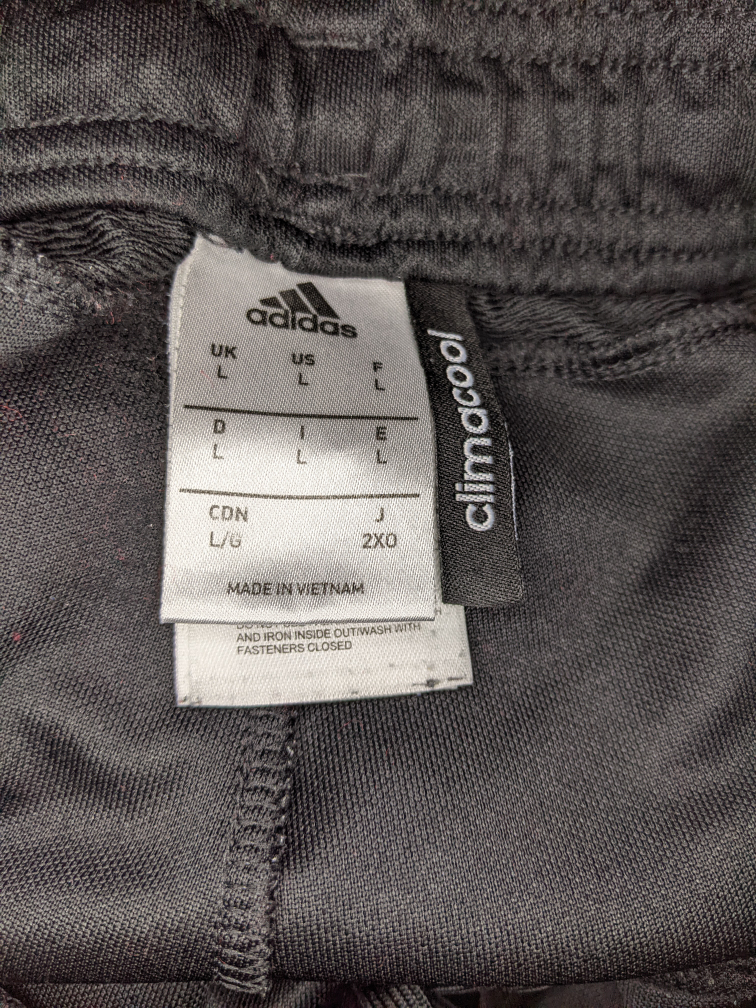 adidas
UK US F
L L L
D I E
L L L
CDN J
L/G 2XO
MADE IN VIETNAM
AND IRON INSIDE OUT/WASH WITH
FASTENERS CLOSED
climacool